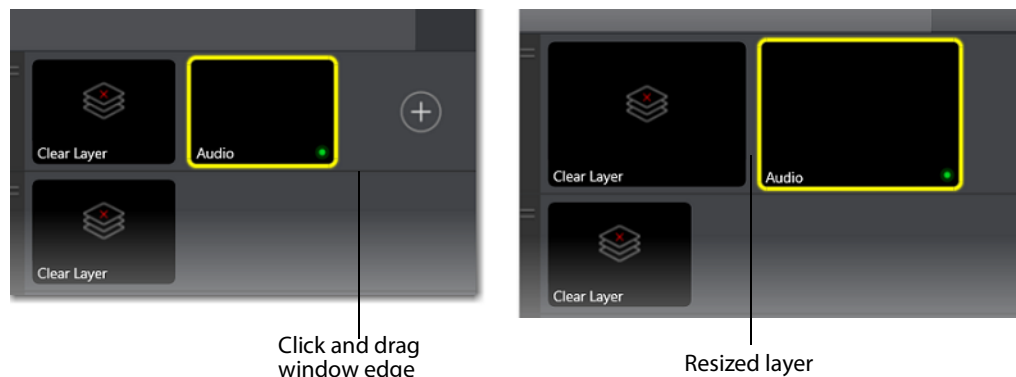 Clear Layer
Audio
Clear Layer
Click and drag
window edge
Clear Layer
Audio
Clear Layer
Resized layer